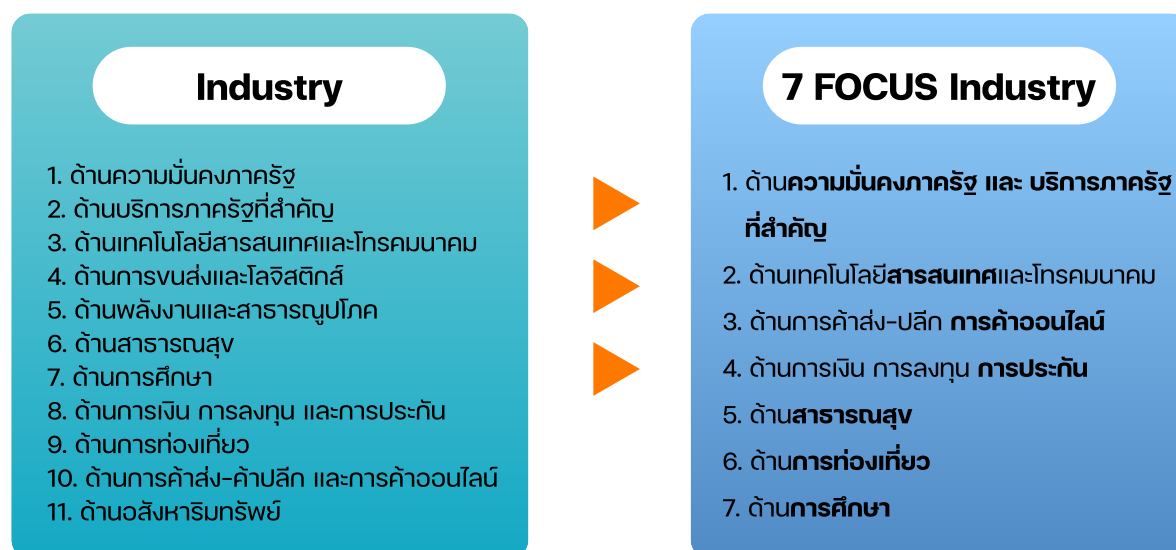 Industry
1. ด้านความมั่นคงภาครัฐ
2. ด้านบริการภาครัฐที่สำคัญ
3. ด้านเทคโนโลยีสารสนเทศและโทรคมนาคม
4. ด้านการขนส่งและโลจิสติกส์
5. ด้านพลังงานและสาธารณูปโภค
6. ด้านสาธารณสุข
7. ด้านการศึกษา
8. ด้านการเงิน การลงทุน และการประกัน
9. ด้านการท่องเที่ยว
10. ด้านการค้าส่ง-ค้าปลีก และการค้าออนไลน์
11. ด้านอสังหาริมทรัพย์
7 FOCUS Industry
1. ด้านความมั่นคงภาครัฐ และ บริการภาครัฐ
ที่สำคัญ
2. ด้านเทคโนโลยีสารสนเทศและโทรคมนาคม
3. ด้านการค้าส่ง-ปลีก การค้าออนไลน์
4. ด้านการเงิน การลงทุน การประกัน
5. ด้านสาธารณสุข
6. ด้านการท่องเที่ยว
7. ด้านการศึกษา